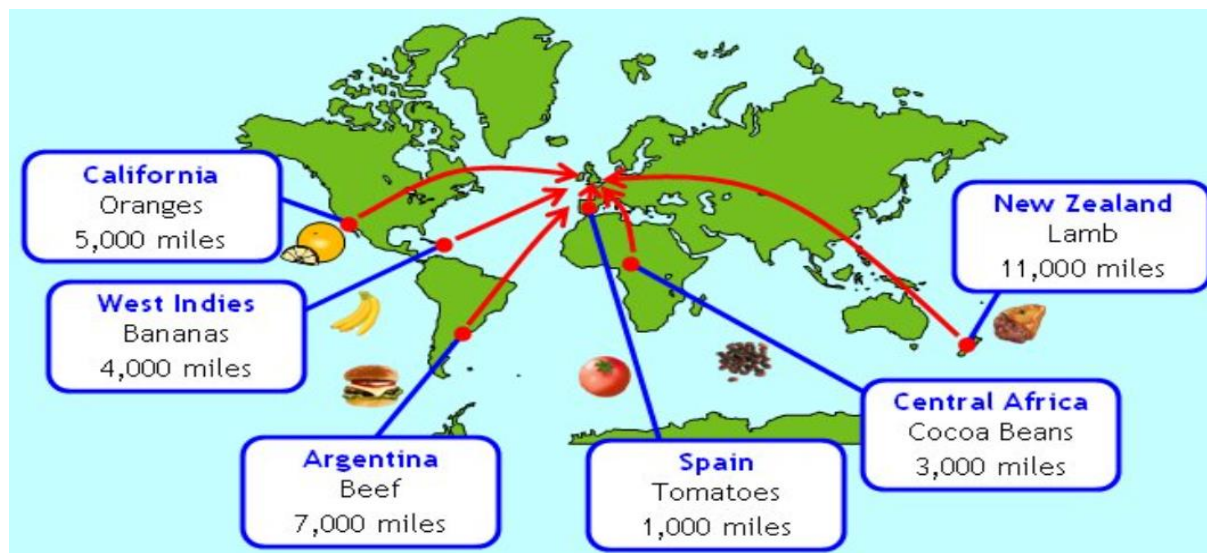 California
Oranges
5,000 miles
West Indies
Bananas
4,000 miles
Argentina
Beef
7,000 miles
Spain
Tomatoes
1,000 miles
Central Africa
Cocoa Beans
3,000 miles
New Zealand
Lamb
11,000 miles